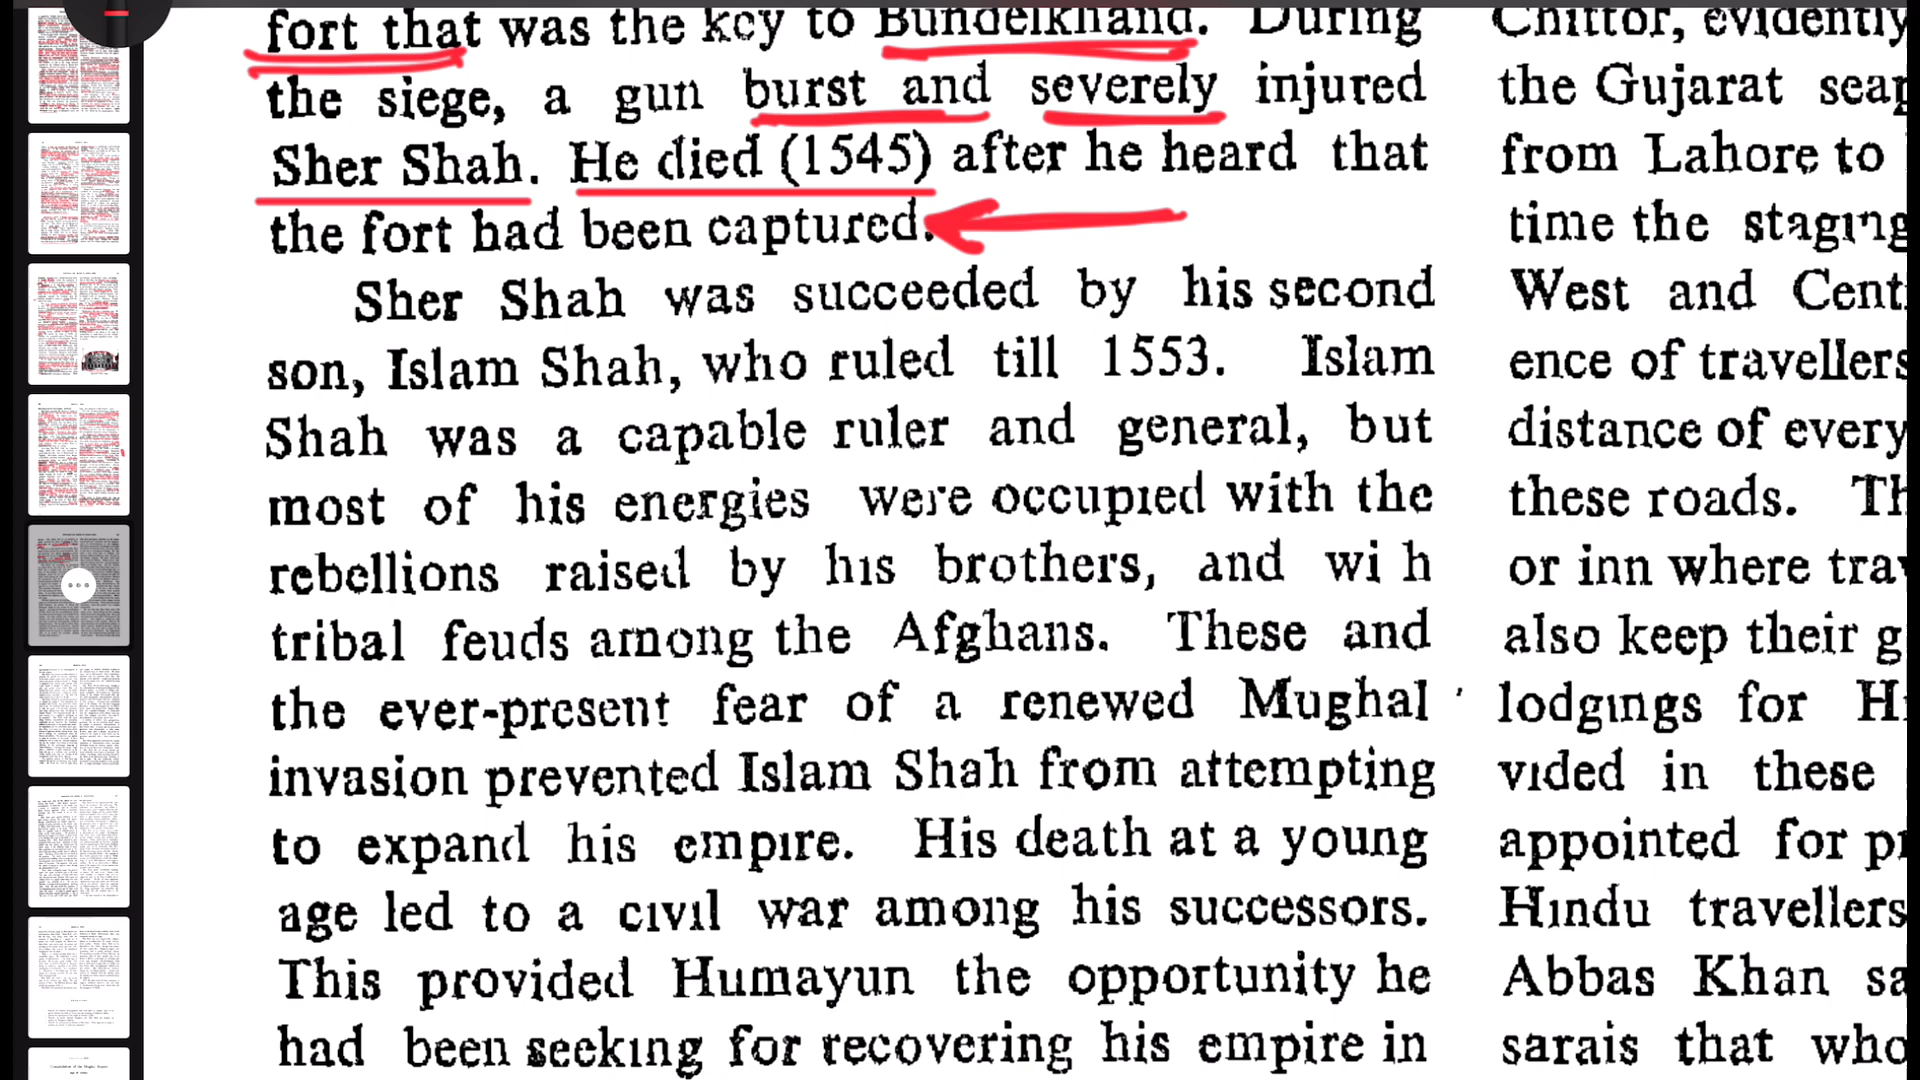 fort that was the key to Bundelkhand. During
the siege, a gun burst and severely injured
Sher Shah. He died (1545) after he heard that
the fort had been captured.
Sher Shah was succeeded by his second
son, Islam Shah, who ruled till 1553. Islam
Shah was a capable ruler and general, but
most of his energies were occupied with the
rebellions raised by his brothers, and wi h
tribal feuds among the Afghans. These and
the ever-present fear of a renewed Mughal
invasion prevented Islam Shah from attempting
to expand his empire. His death at a young
age led to a civil war among his successors.
This provided Humayun the opportunity he
had been seeking for recovering his empire in
Chittor, evidently
the Gujarat
from Lahore to
time the staging
West and
ence of travellers
distance of every
these roads.
or inn where
also keep their
lodgings for
vided in these
appointed for
Hindu travellers
Abbas Khan
sarais that